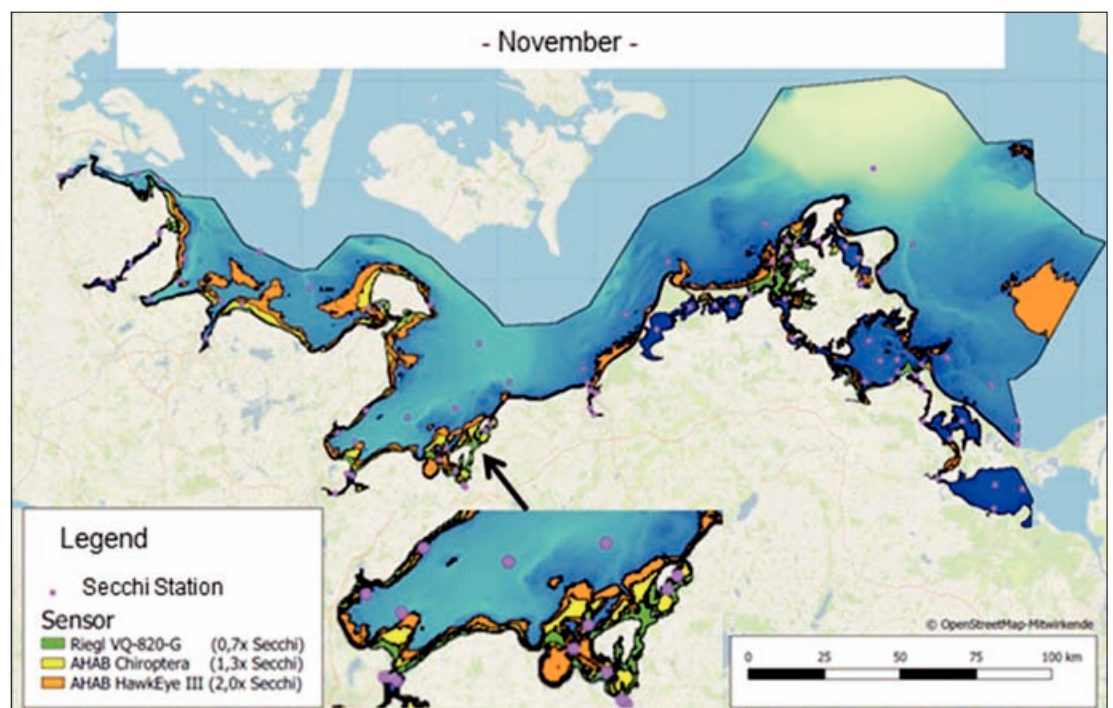 - November -
Legend
Secchi Station
Sensor
Riegl VQ-820-G (0,7x Secchi)
AHAB Chiroptera (1,3x Secchi)
AHAB HawkEye III (2,0x Secchi)
© OpenStreetMap-Mitwirkende
0 25 50 75 100 km